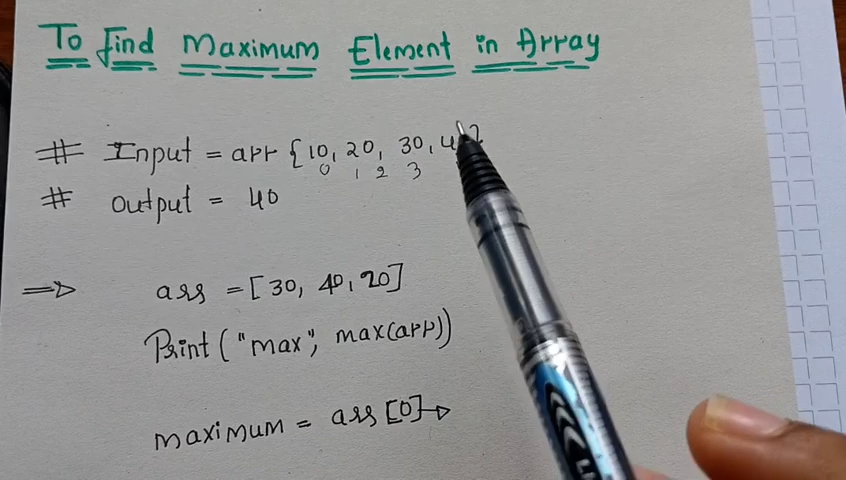 To Find Maximum Element in Array
# Input = arr {10, 20, 30, 4
0 1 2 3
# output = 40
⇒ arr = [30, 40, 20]
Print ("max", max(arr))
maximum = arr [0]→